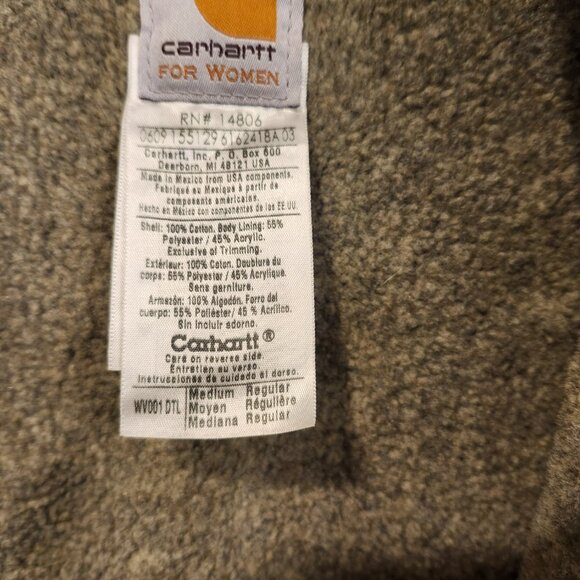 carhartt
FOR WOMEN
RN# 14806
0609 155129 616241BA 03
Carhartt, Inc. P. O. Box 600
Dearborn, MI 48121 USA
Made in Mexico from USA components.
Fabriqué au Mexique à partir de
composants américains.
Hecho en México con componentes de los EE.UU.
Shell: 100% Cotton. Body Lining: 55%
Polyester / 45% Acrylic.
Exclusive of Trimming.
Extérieur: 100% Coton. Doublure du
corps: 55% Polyester / 45% Acrylique.
Sans garniture.
Armazón: 100% Algodón. Forro del
cuerpo: 55% Poliéster / 45 % Acrílico.
Sin incluir adorno.
Carhartt®
Care on reverse side.
Entretien au verso
Instrucciones de cuidado al dorso.
WV001 DTL
Medium Regular
Moyen Régulière
Mediana Regular